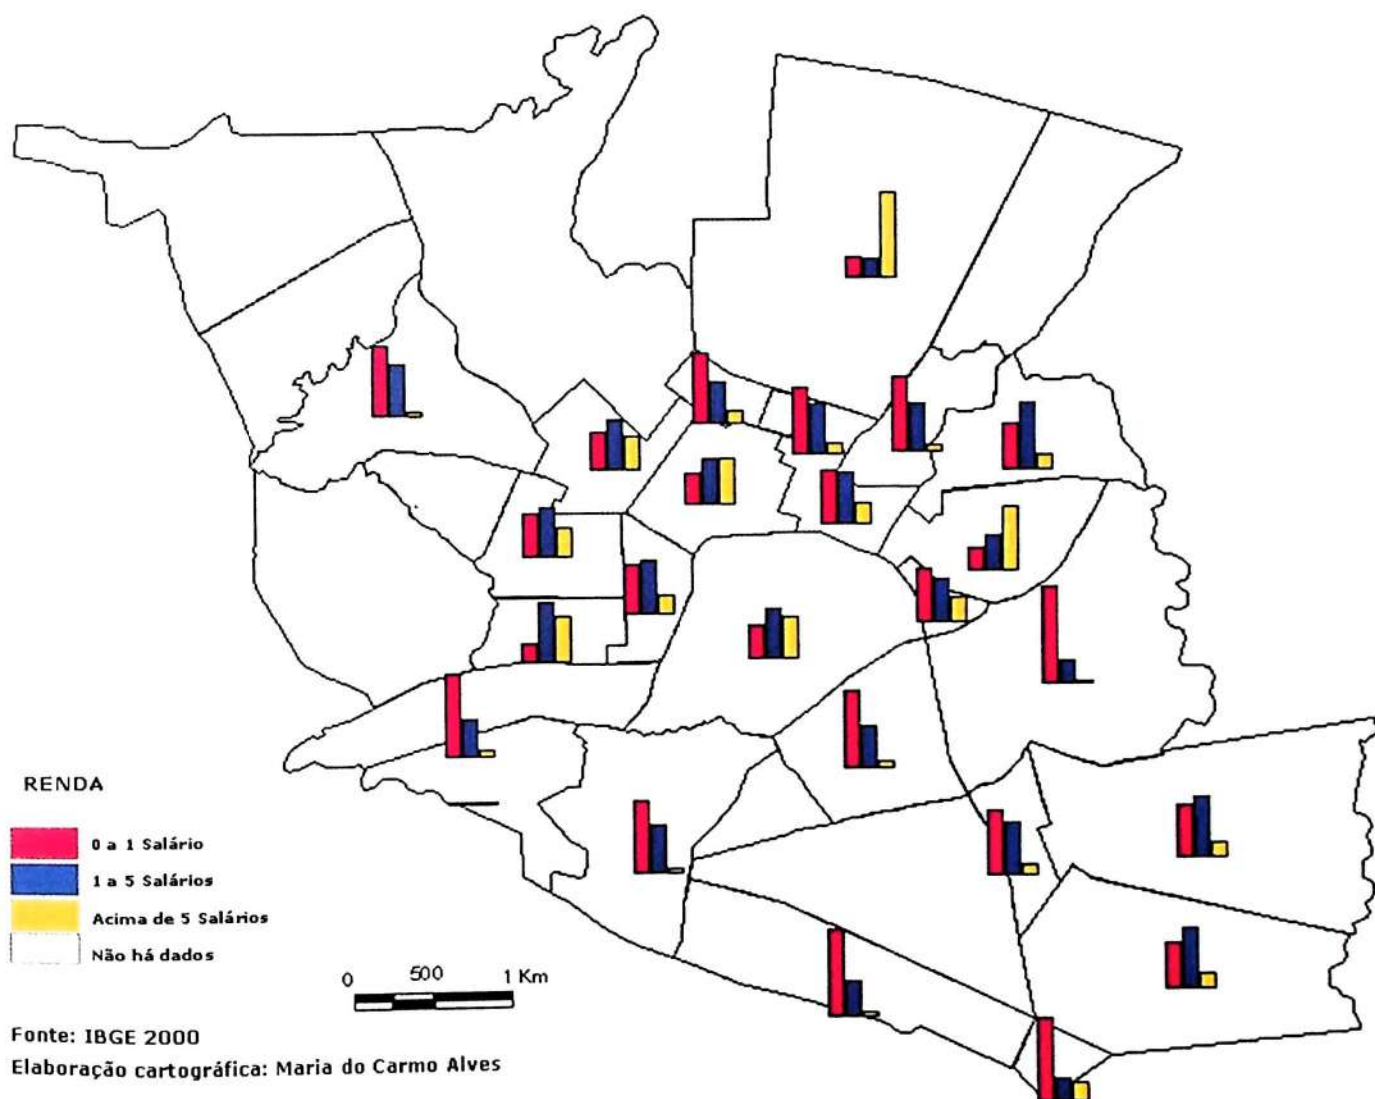 RENDA
0 a 1 Salário
1 a 5 Salários
Acima de 5 Salários
Não há dados
0 500 1 Km
Fonte: IBGE 2000
Elaboração cartográfica: Maria do Carmo Alves